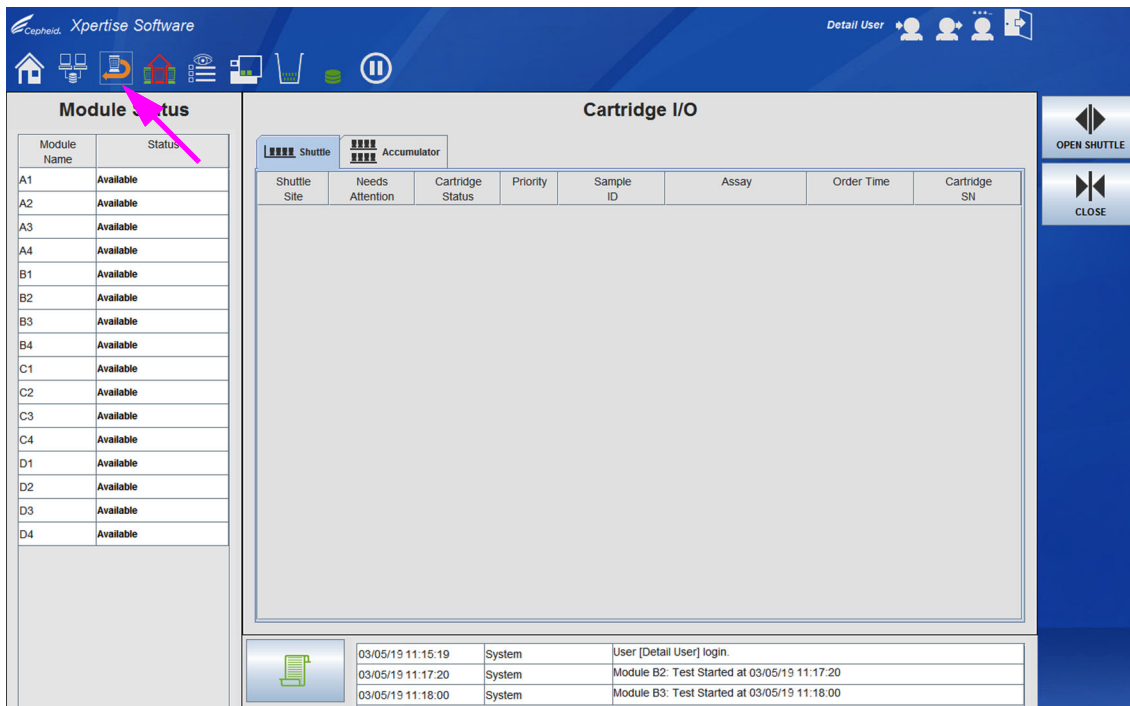 Cepheid. Xpertise Software
Detail User
Module Status
Cartridge I/O
OPEN SHUTTLE
CLOSE
Module Name Status
A1 Available
A2 Available
A3 Available
A4 Available
B1 Available
B2 Available
B3 Available
B4 Available
C1 Available
C2 Available
C3 Available
C4 Available
D1 Available
D2 Available
D3 Available
D4 Available
Shuttle Accumulator
Shuttle Needs Cartridge Priority Sample Assay Order Time Cartridge
Site Attention Status ID SN
03/05/19 11:15:19 System User [Detail User] login.
03/05/19 11:17:20 System Module B2: Test Started at 03/05/19 11:17:20
03/05/19 11:18:00 System Module B3: Test Started at 03/05/19 11:18:00